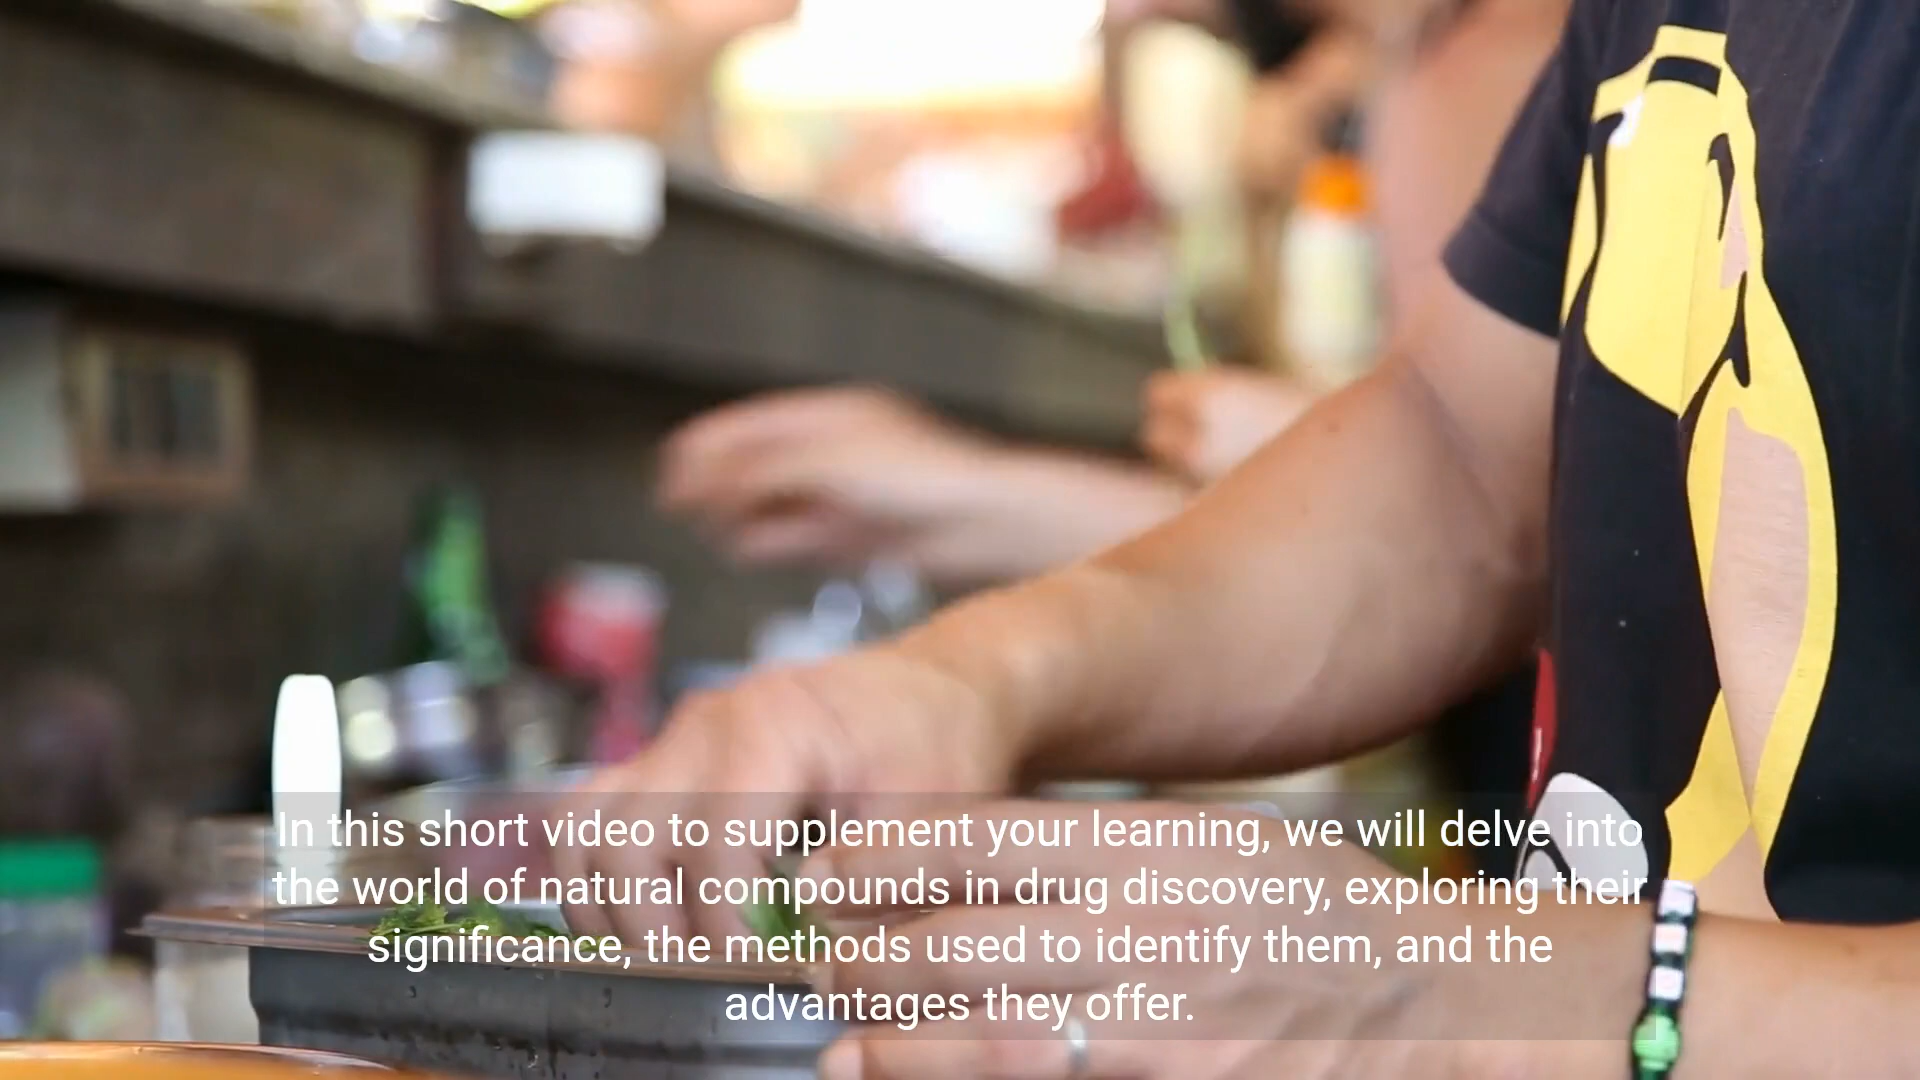 In this short video to supplement your learning, we will delve into
the world of natural compounds in drug discovery, exploring their
significance, the methods used to identify them, and the
advantages they offer.